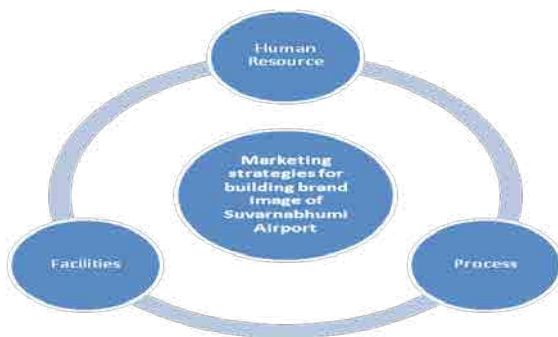 Human
Resource
Marketing
strategies for
building brand
image of
Suvarnabhumi
Airport
Facilities
Process